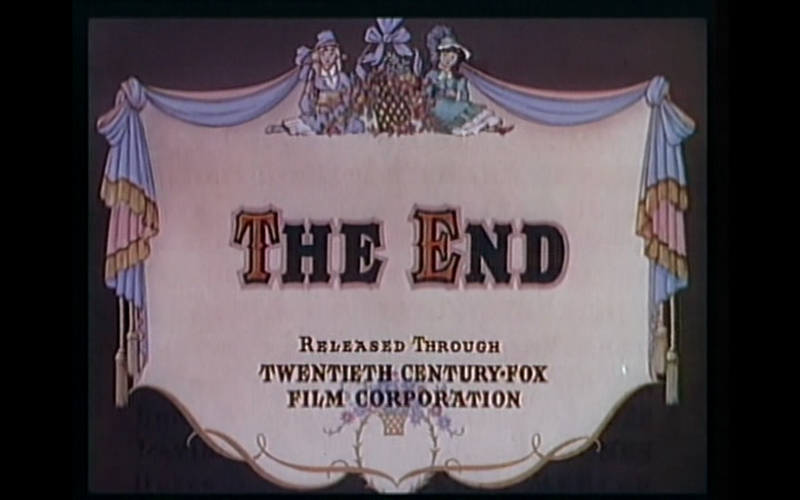 THE END
RELEASED THROUGH
TWENTIETH CENTURY-FOX
FILM CORPORATION